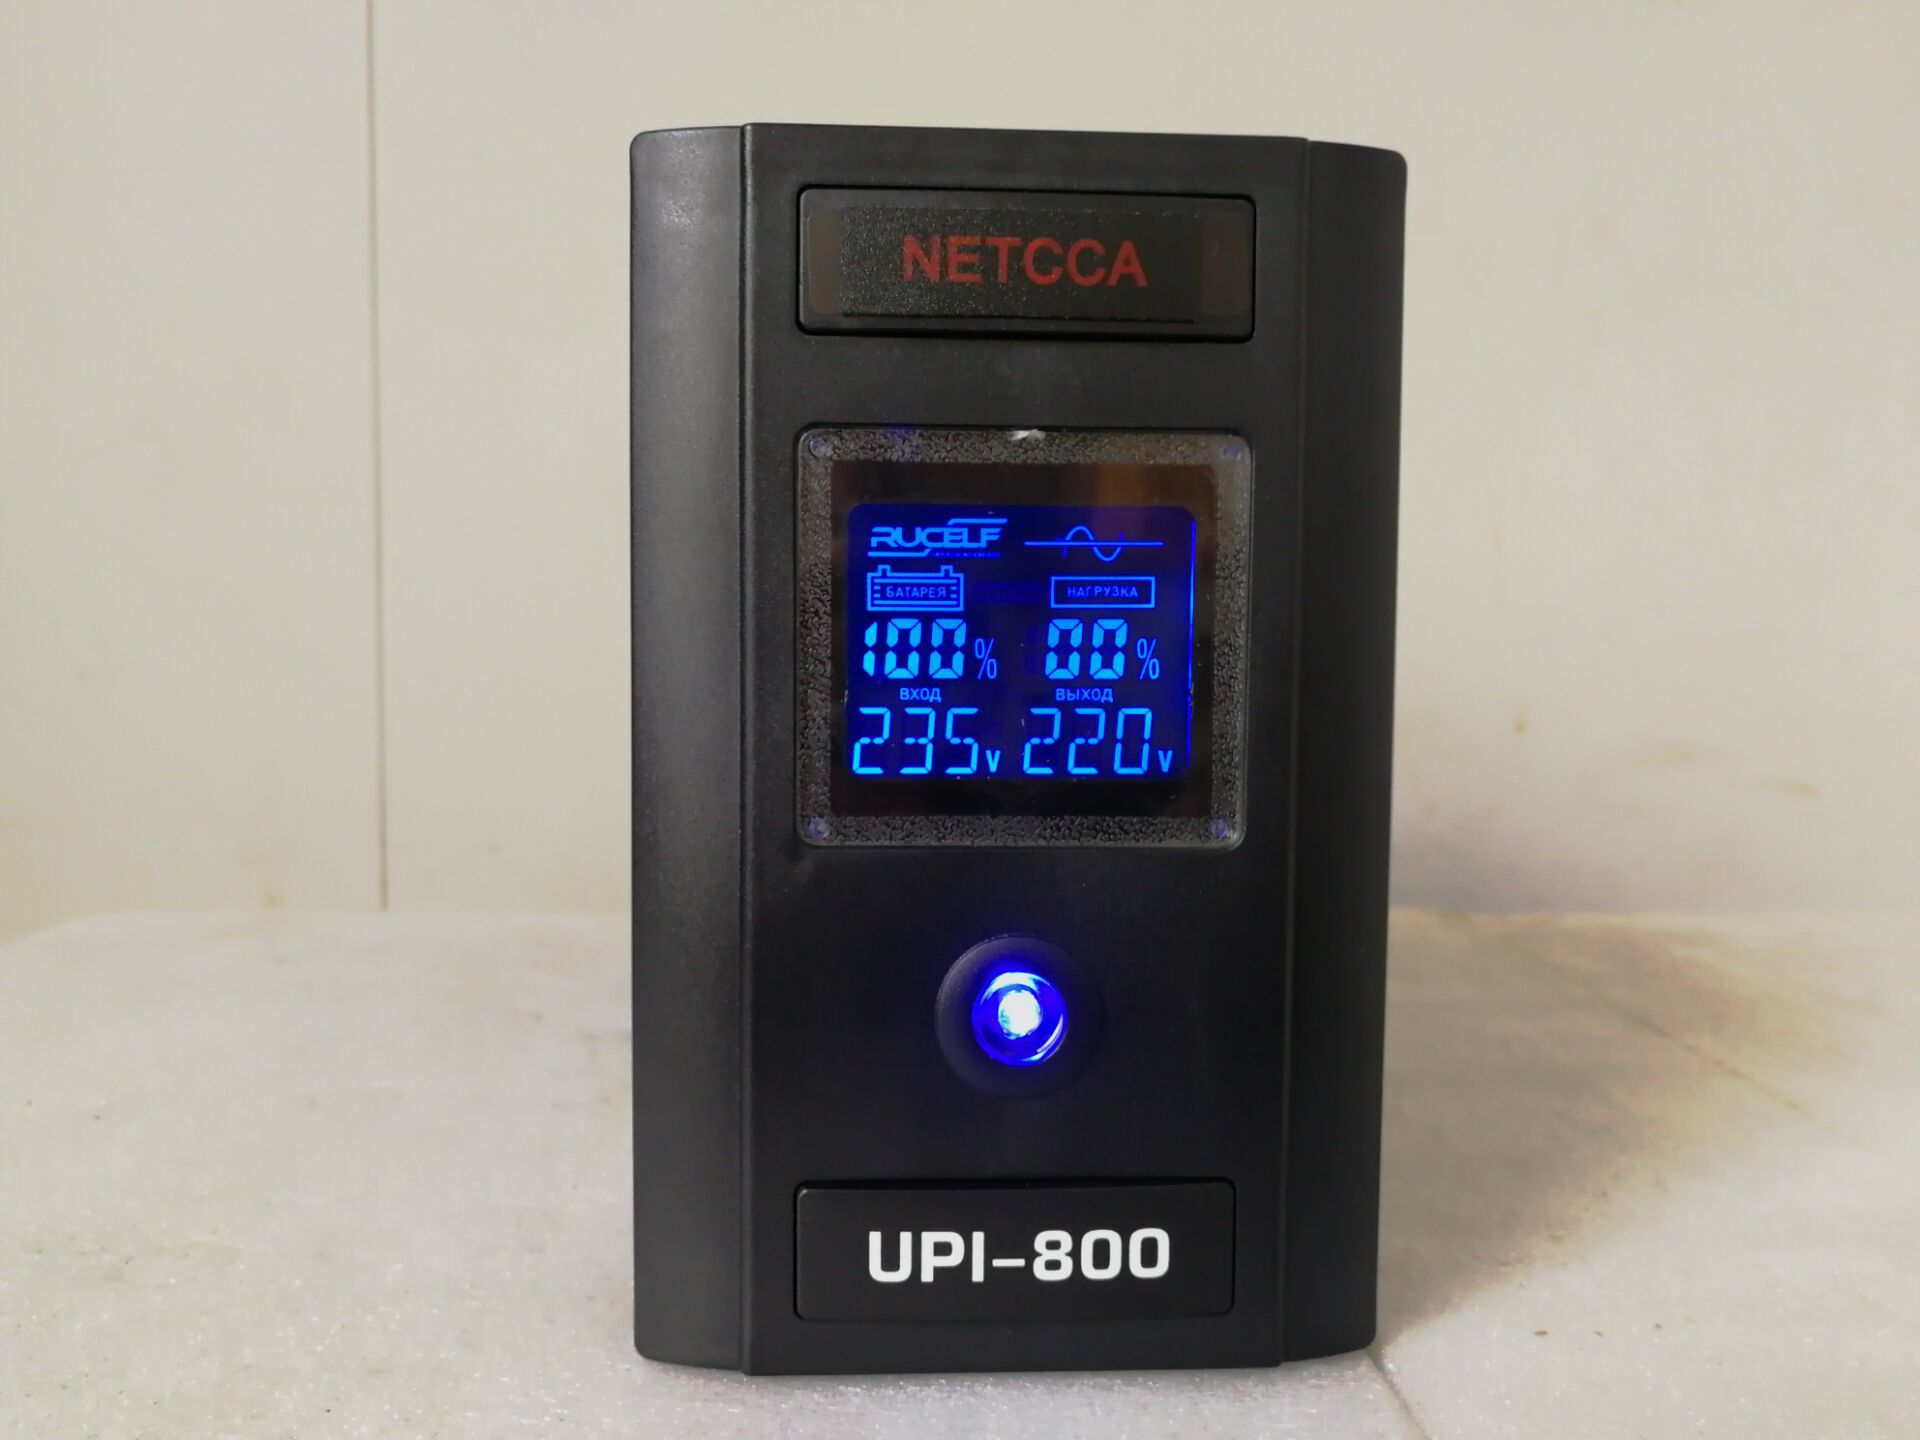 NETCCA
RUCELF
БАТАРЕЯ НАГРУЗКА
100% 00%
ВХОД ВЫХОД
235v 220v
UPI-800